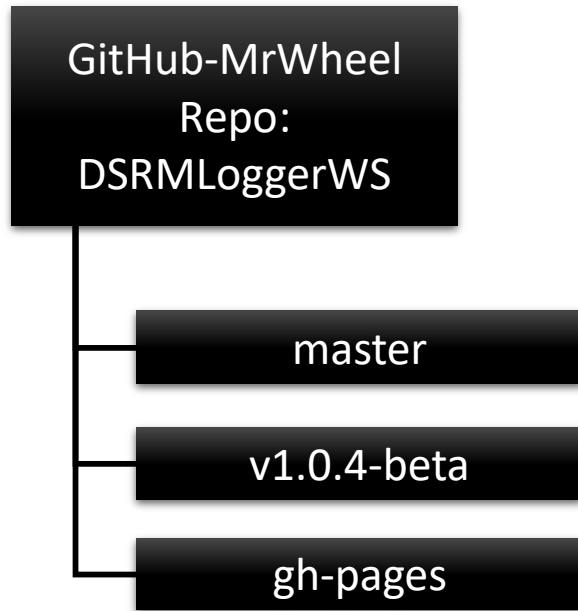 GitHub-MrWheel
Repo:
DSRMLoggerWS
master
v1.0.4-beta
gh-pages